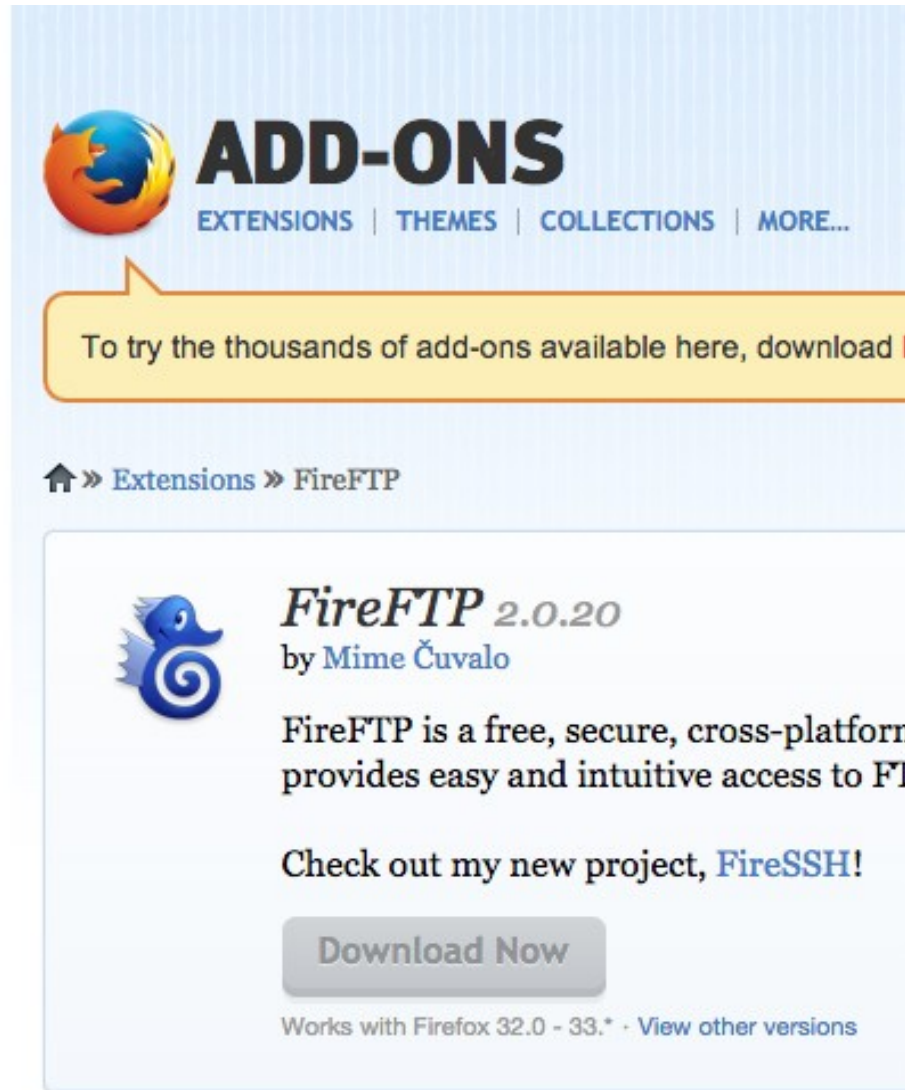 ADD-ONS
EXTENSIONS | THEMES | COLLECTIONS | MORE...
To try the thousands of add-ons available here, download
» Extensions » FireFTP
FireFTP 2.0.20
by Mime Čuvalo
FireFTP is a free, secure, cross-platform
provides easy and intuitive access to FT
Check out my new project, FireSSH!
Download Now
Works with Firefox 32.0 - 33.* · View other versions